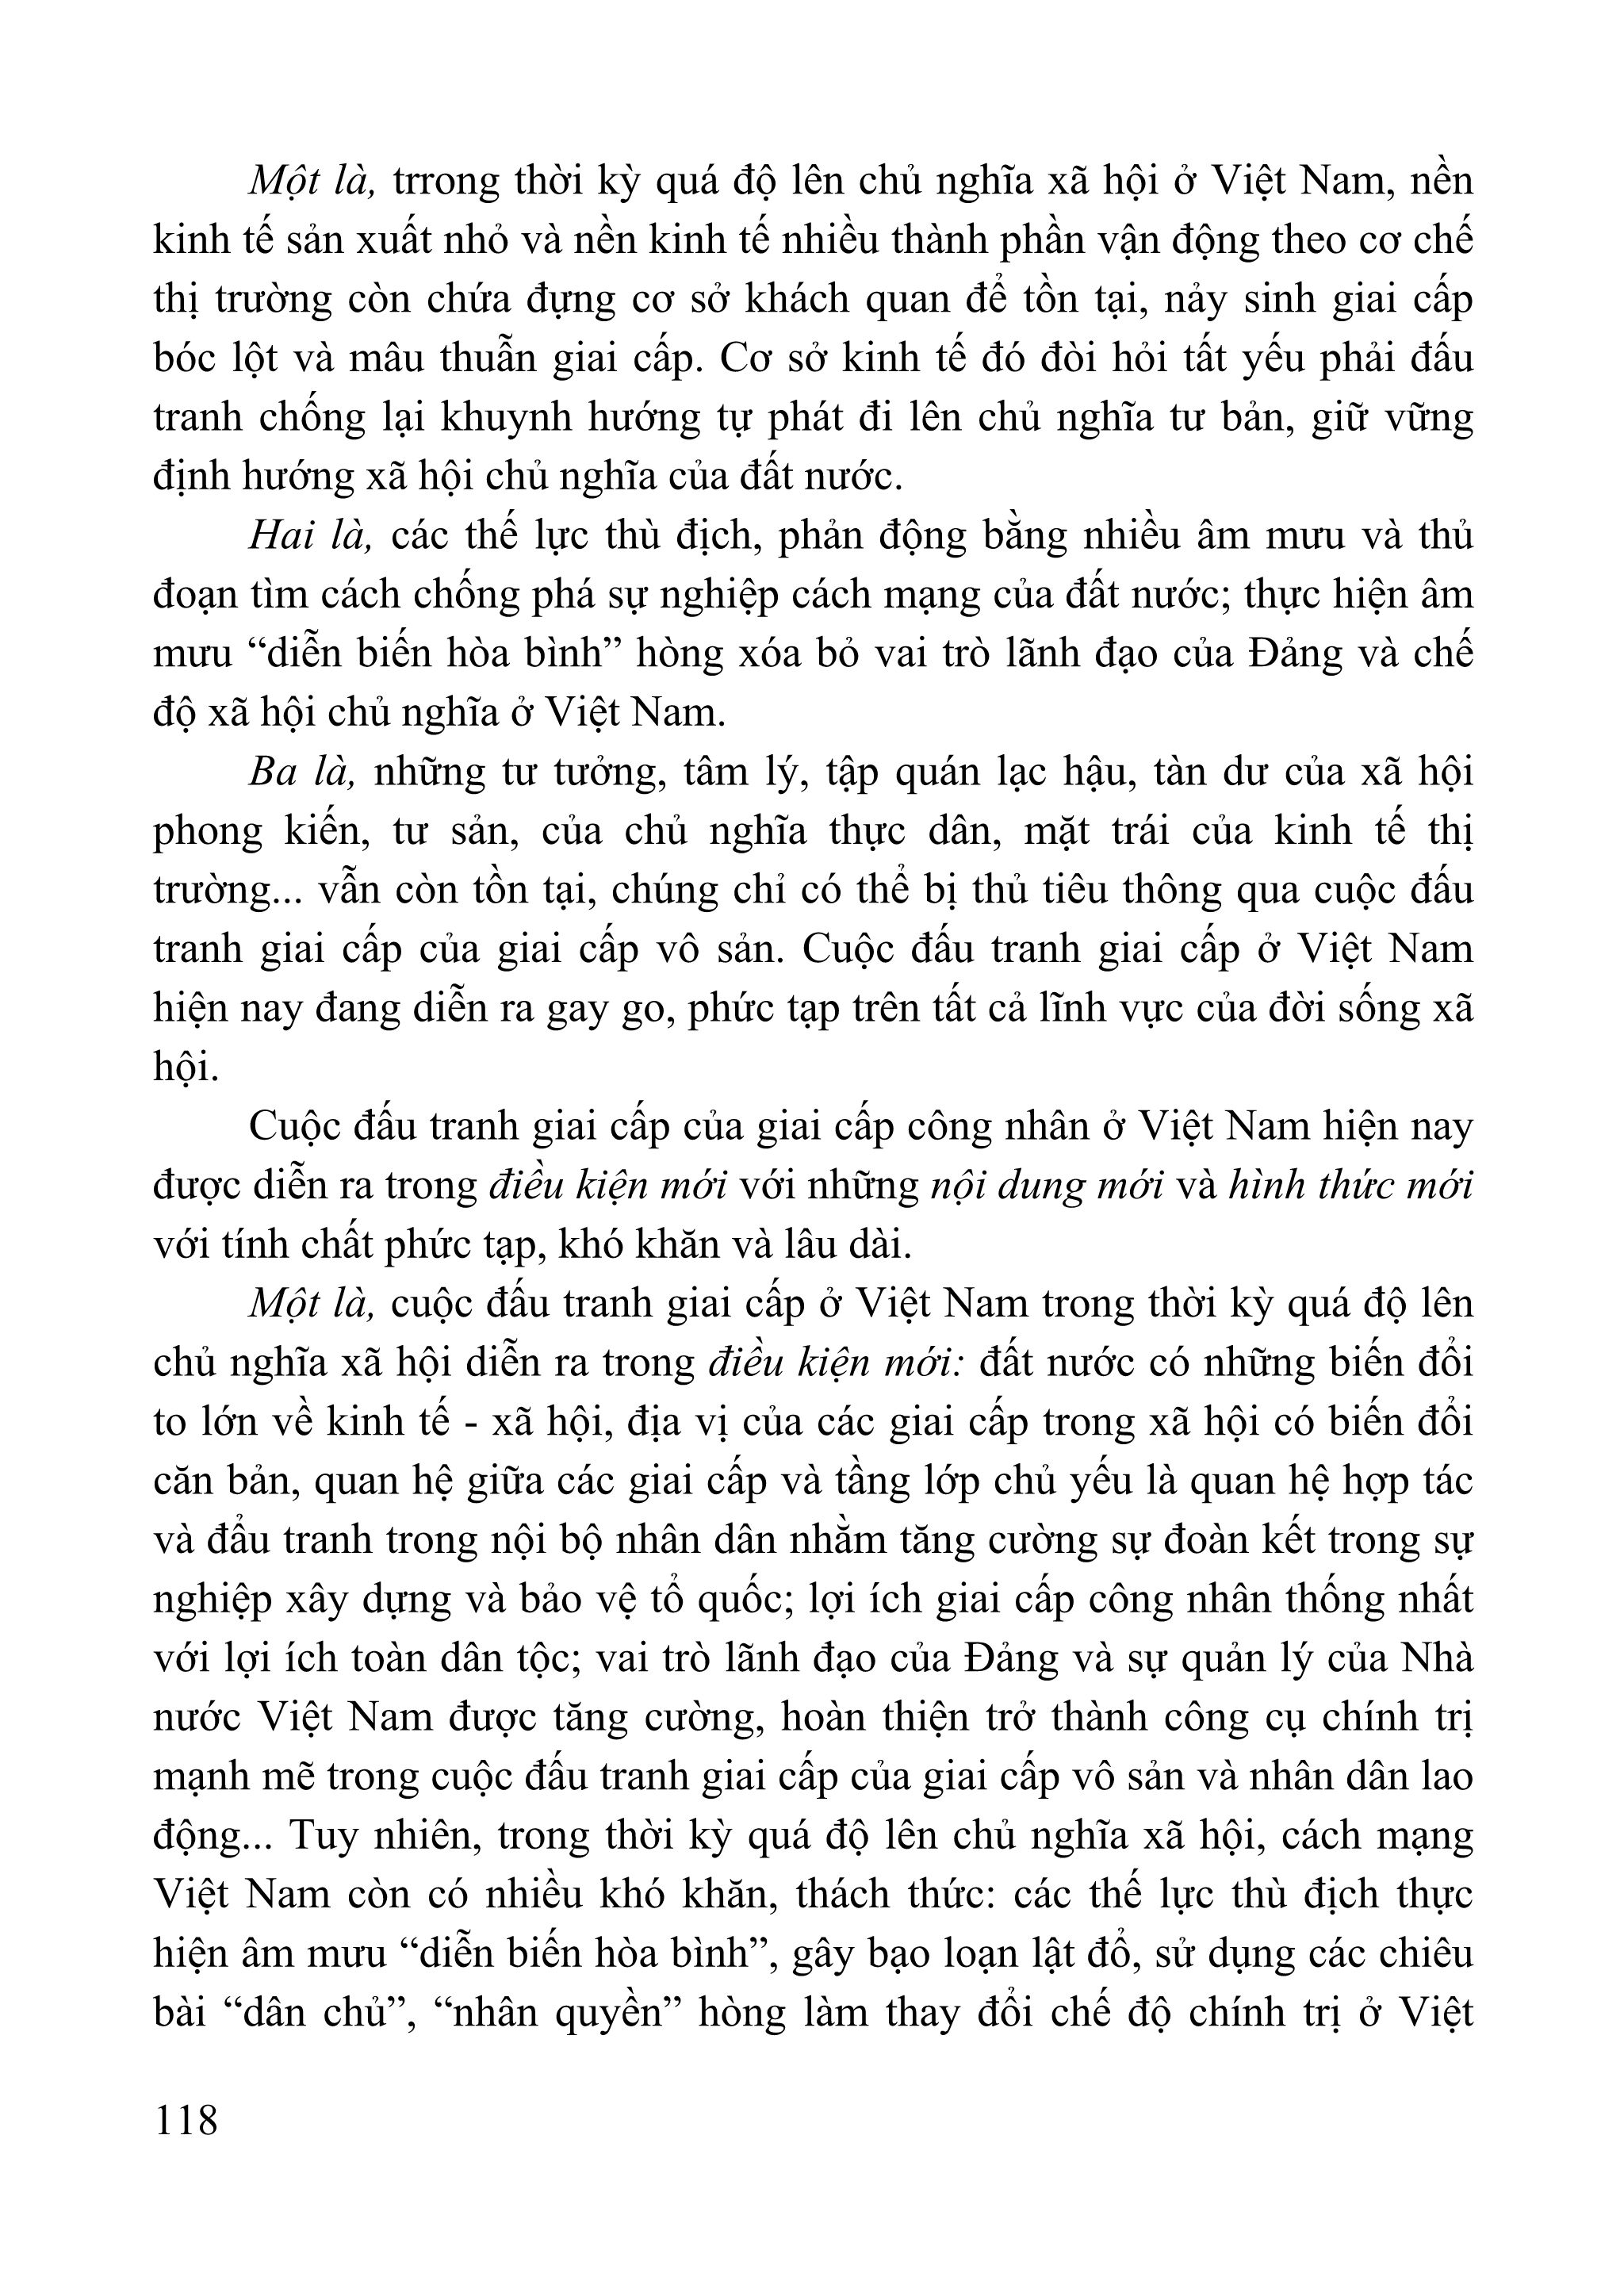 Một là, trrong thời kỳ quá độ lên chủ nghĩa xã hội ở Việt Nam, nền
kinh tế sản xuất nhỏ và nền kinh tế nhiều thành phần vận động theo cơ chế
thị trường còn chứa đựng cơ sở khách quan để tồn tại, nảy sinh giai cấp
bóc lột và mâu thuẫn giai cấp. Cơ sở kinh tế đó đòi hỏi tất yếu phải đấu
tranh chống lại khuynh hướng tự phát đi lên chủ nghĩa tư bản, giữ vững
định hướng xã hội chủ nghĩa của đất nước.
Hai là, các thế lực thù địch, phản động bằng nhiều âm mưu và thủ
đoạn tìm cách chống phá sự nghiệp cách mạng của đất nước; thực hiện âm
mưu “diễn biến hòa bình” hòng xóa bỏ vai trò lãnh đạo của Đảng và chế
độ xã hội chủ nghĩa ở Việt Nam.
Ba là, những tư tưởng, tâm lý, tập quán lạc hậu, tàn dư của xã hội
phong kiến, tư sản, của chủ nghĩa thực dân, mặt trái của kinh tế thị
trường... vẫn còn tồn tại, chúng chỉ có thể bị thủ tiêu thông qua cuộc đấu
tranh giai cấp của giai cấp vô sản. Cuộc đấu tranh giai cấp ở Việt Nam
hiện nay đang diễn ra gay go, phức tạp trên tất cả lĩnh vực của đời sống xã
hội.
Cuộc đấu tranh giai cấp của giai cấp công nhân ở Việt Nam hiện nay
được diễn ra trong điều kiện mới với những nội dung mới và hình thức mới
với tính chất phức tạp, khó khăn và lâu dài.
Một là, cuộc đấu tranh giai cấp ở Việt Nam trong thời kỳ quá độ lên
chủ nghĩa xã hội diễn ra trong điều kiện mới: đất nước có những biến đổi
to lớn về kinh tế - xã hội, địa vị của các giai cấp trong xã hội có biến đổi
căn bản, quan hệ giữa các giai cấp và tầng lớp chủ yếu là quan hệ hợp tác
và đẩu tranh trong nội bộ nhân dân nhằm tăng cường sự đoàn kết trong sự
nghiệp xây dựng và bảo vệ tổ quốc; lợi ích giai cấp công nhân thống nhất
với lợi ích toàn dân tộc; vai trò lãnh đạo của Đảng và sự quản lý của Nhà
nước Việt Nam được tăng cường, hoàn thiện trở thành công cụ chính trị
mạnh mẽ trong cuộc đấu tranh giai cấp của giai cấp vô sản và nhân dân lao
động... Tuy nhiên, trong thời kỳ quá độ lên chủ nghĩa xã hội, cách mạng
Việt Nam còn có nhiều khó khăn, thách thức: các thế lực thù địch thực
hiện âm mưu “diễn biến hòa bình”, gây bạo loạn lật đổ, sử dụng các chiêu
bài “dân chủ”, “nhân quyền” hòng làm thay đổi chế độ chính trị ở Việt
118